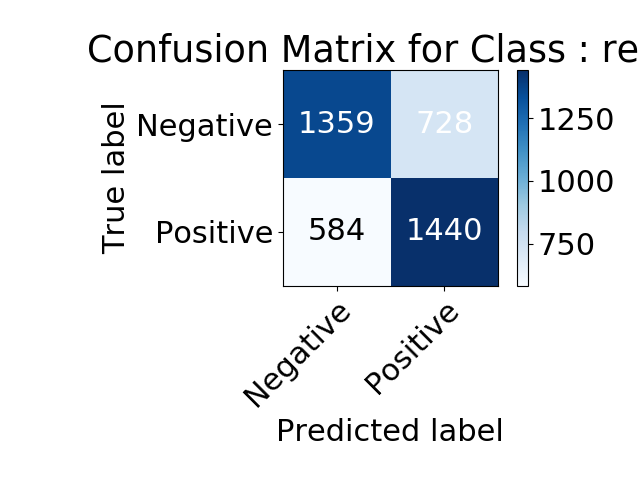 Confusion Matrix for Class : re
True label
Negative 1359 728 1250
1000
Positive 584 1440 750
Negative Positive
Predicted label